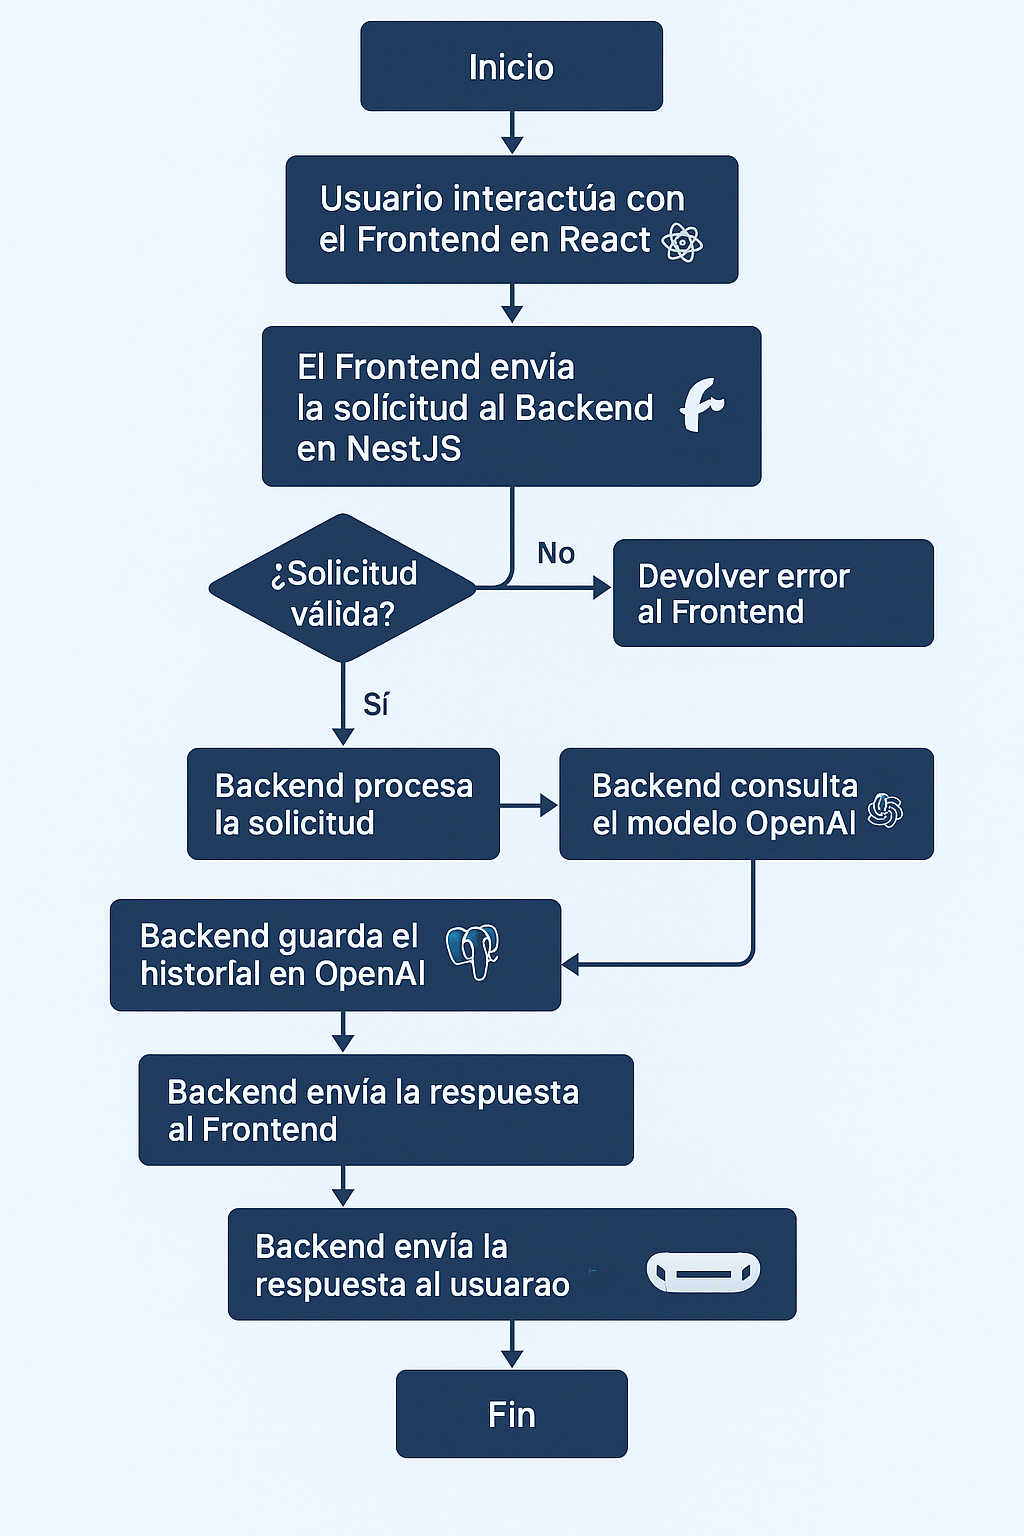 Inicio
Usuario interactúa con
el Frontend en React
El Frontend envía
la solícitud al Backend
en NestJS
¿Solicitud
válida?
No
Devolver error
al Frontend
Sí
Backend procesa
la solicitud
Backend consulta
el modelo OpenAI
Backend guarda el
historíal en OpenAI
Backend envía la respuesta
al Frontend
Backend envía la
respuesta al usuarao
Fin